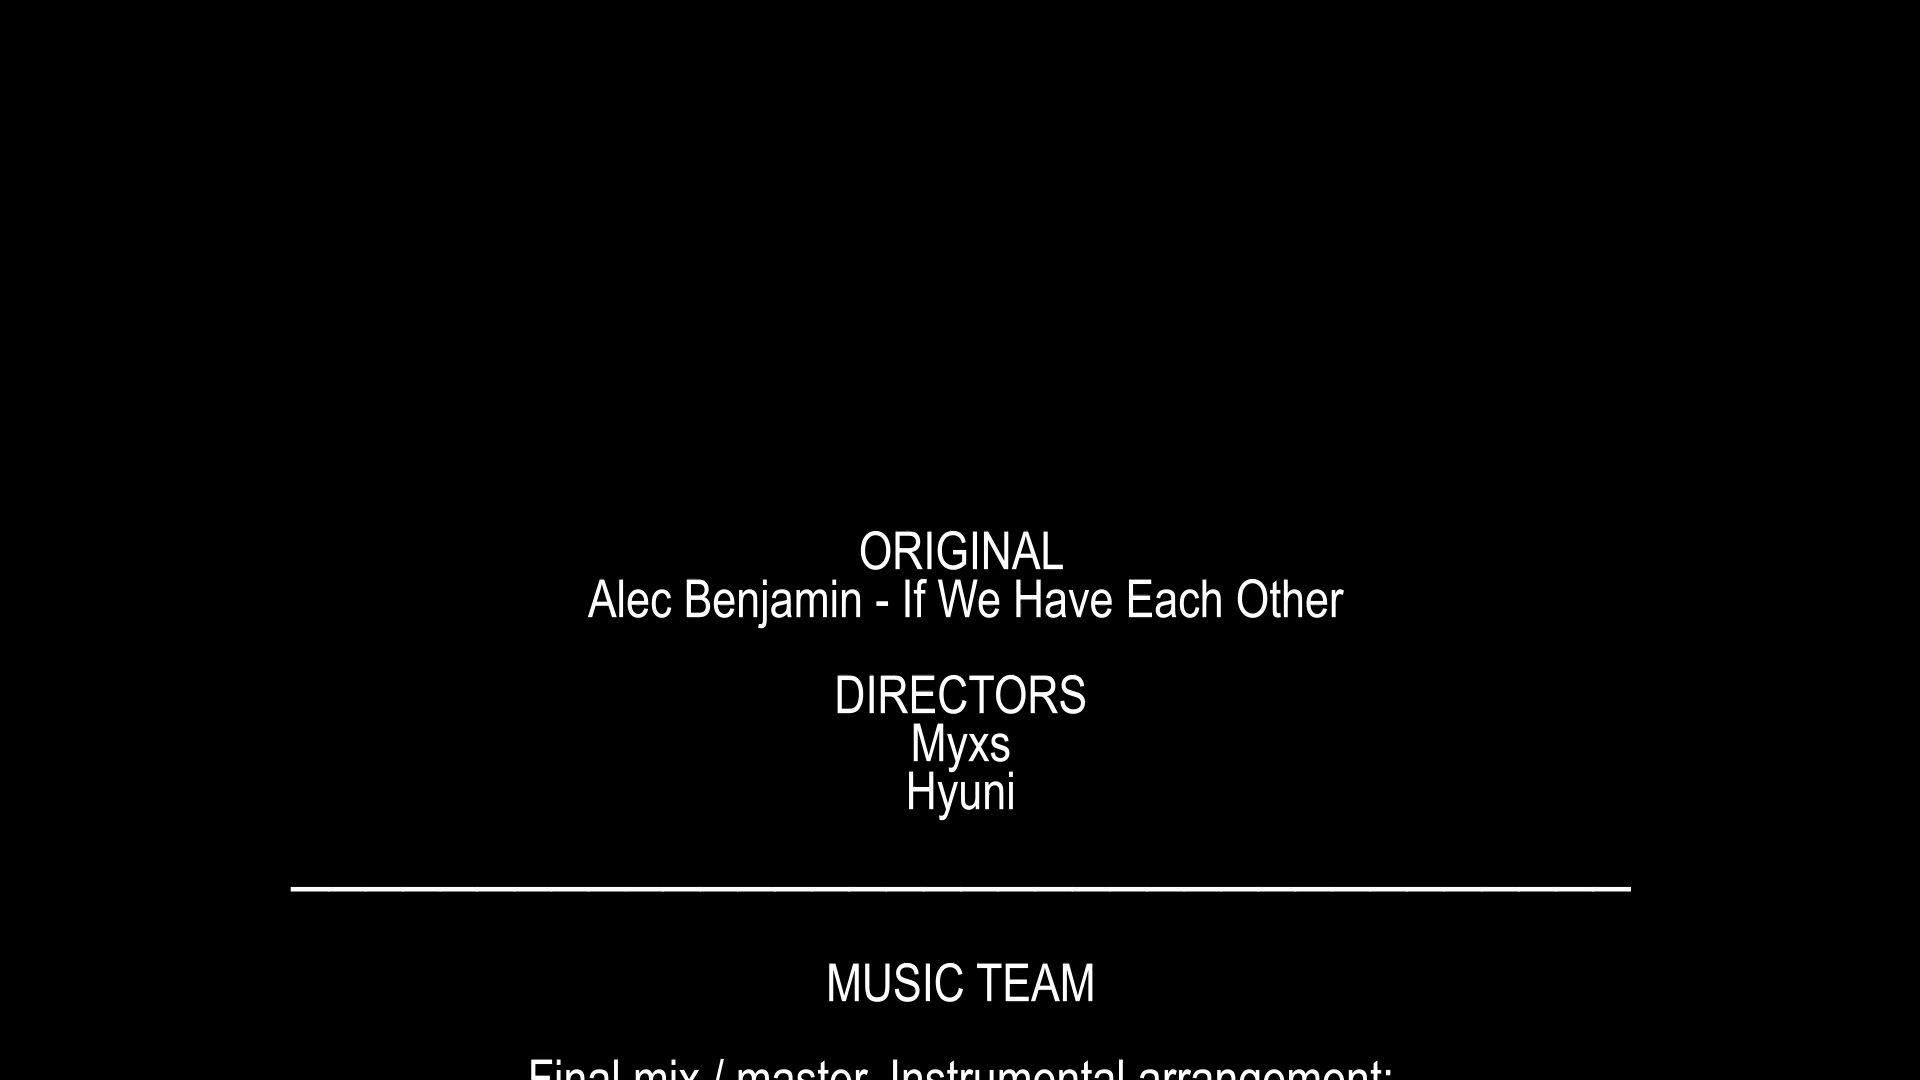 ORIGINAL
Alec Benjamin - If We Have Each Other
DIRECTORS
Myxs
Hyuni
MUSIC TEAM
Final mix / master, Instrumental arrangement: